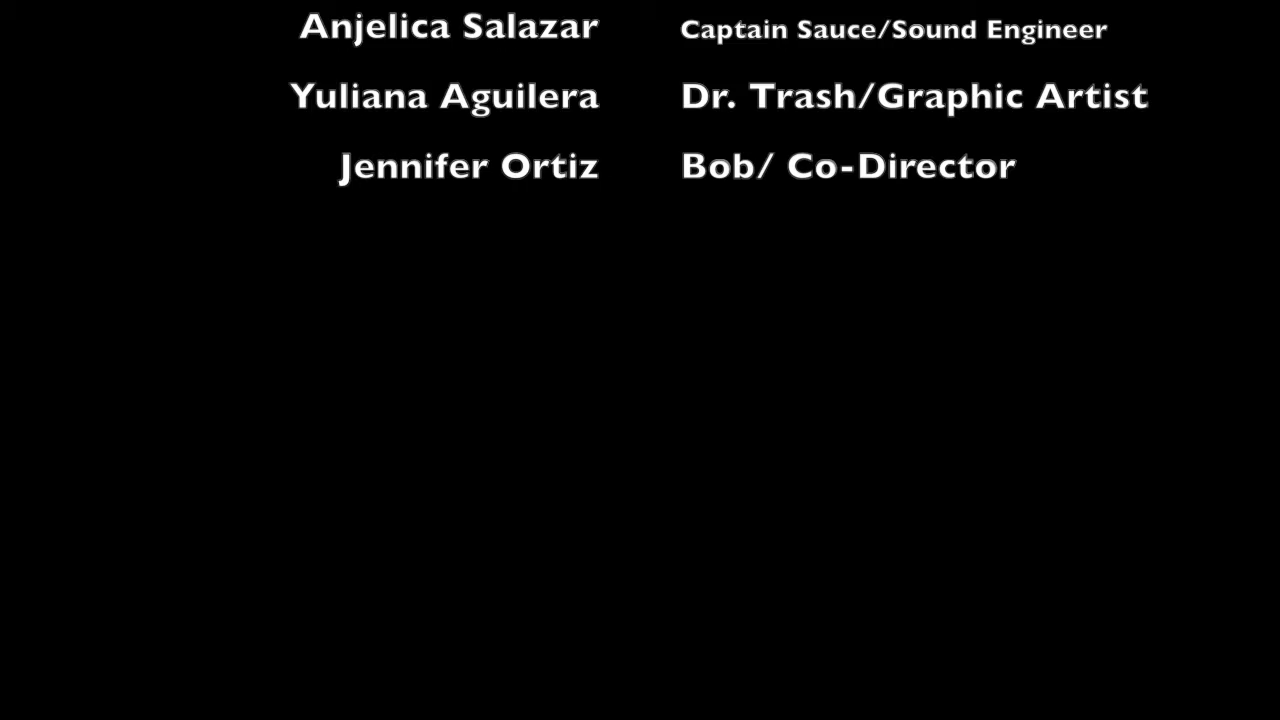 Anjelica Salazar Captain Sauce/Sound Engineer
Yuliana Aguilera Dr. Trash/Graphic Artist
Jennifer Ortiz Bob/ Co-Director